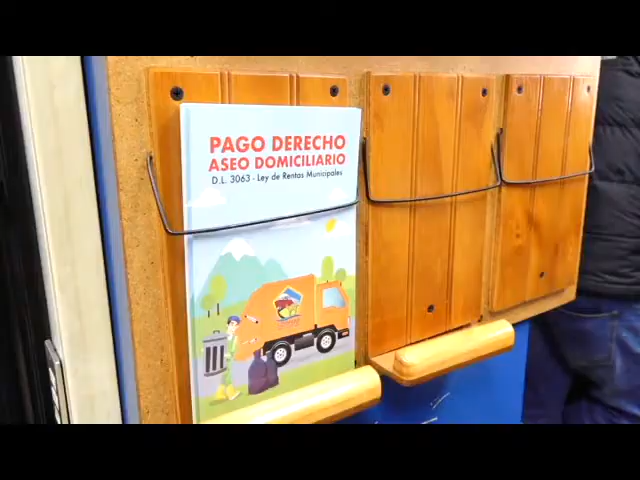 PAGO DERECHO
ASEO DOMICILIARIO
D.L. 3063 - Ley de Rentas Municipales